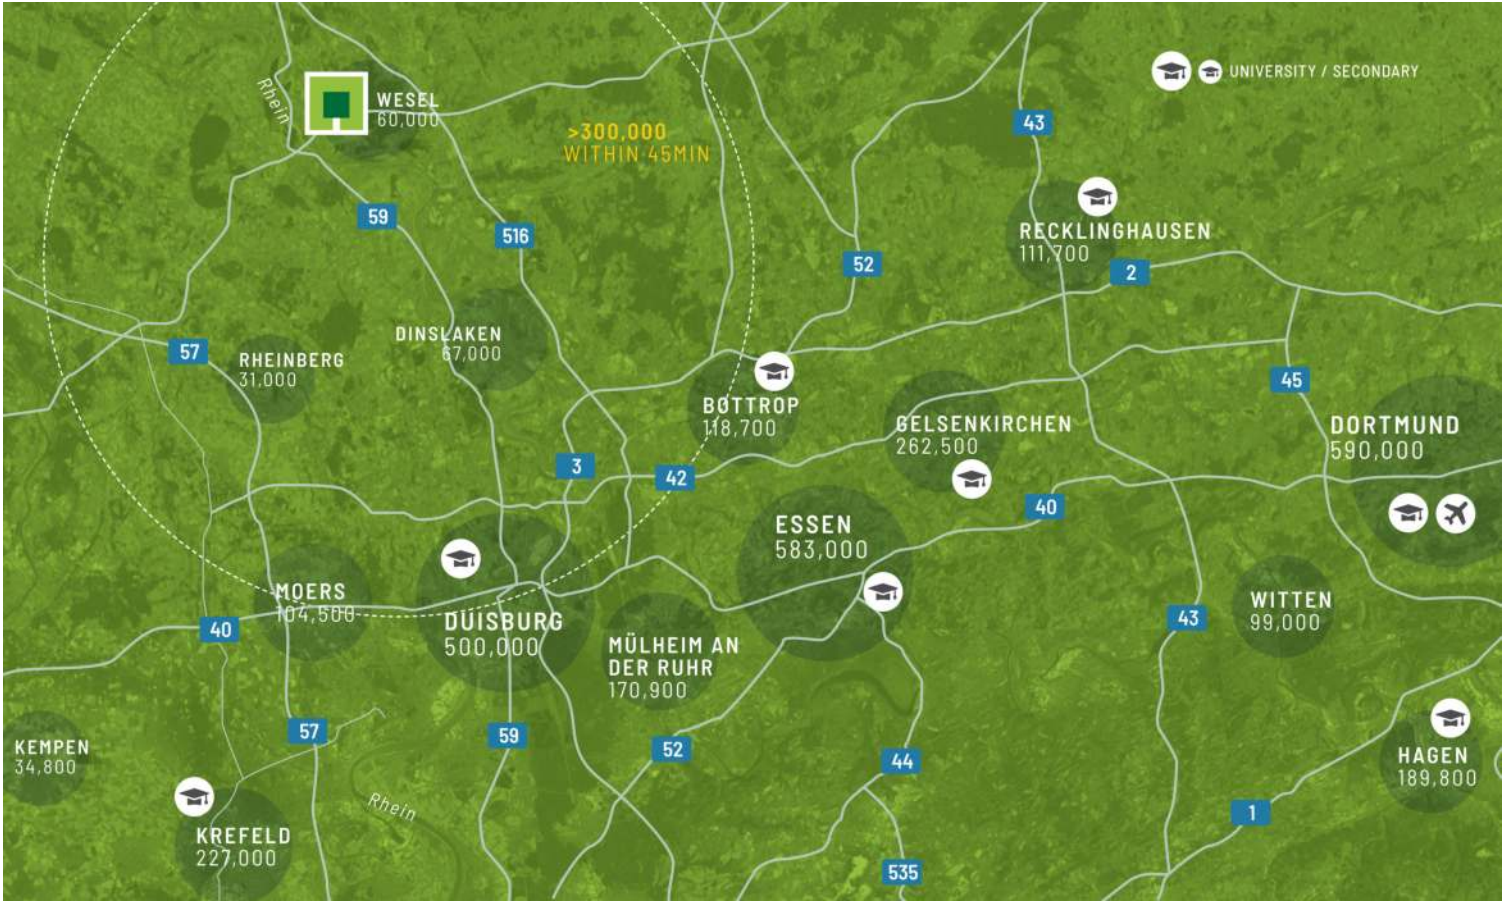 UNIVERSITY / SECONDARY
Rhein
WESEL
60,000
>300,000
WITHIN 45MIN
43
59
516
RECKLINGHAUSEN
111,700
52
2
57
DINSLAKEN
67,000
RHEINBERG
31,000
45
BOTTROP
118,700
GELSENKIRCHEN
262,500
DORTMUND
590,000
3
42
40
ESSEN
583,000
MOERS
104,500
40
DUISBURG
500,000
MÜLHEIM AN
DER RUHR
170,900
43
WITTEN
99,000
57
59
52
44
KEMPEN
34,800
HAGEN
189,800
Rhein
KREFELD
227,000
1
535